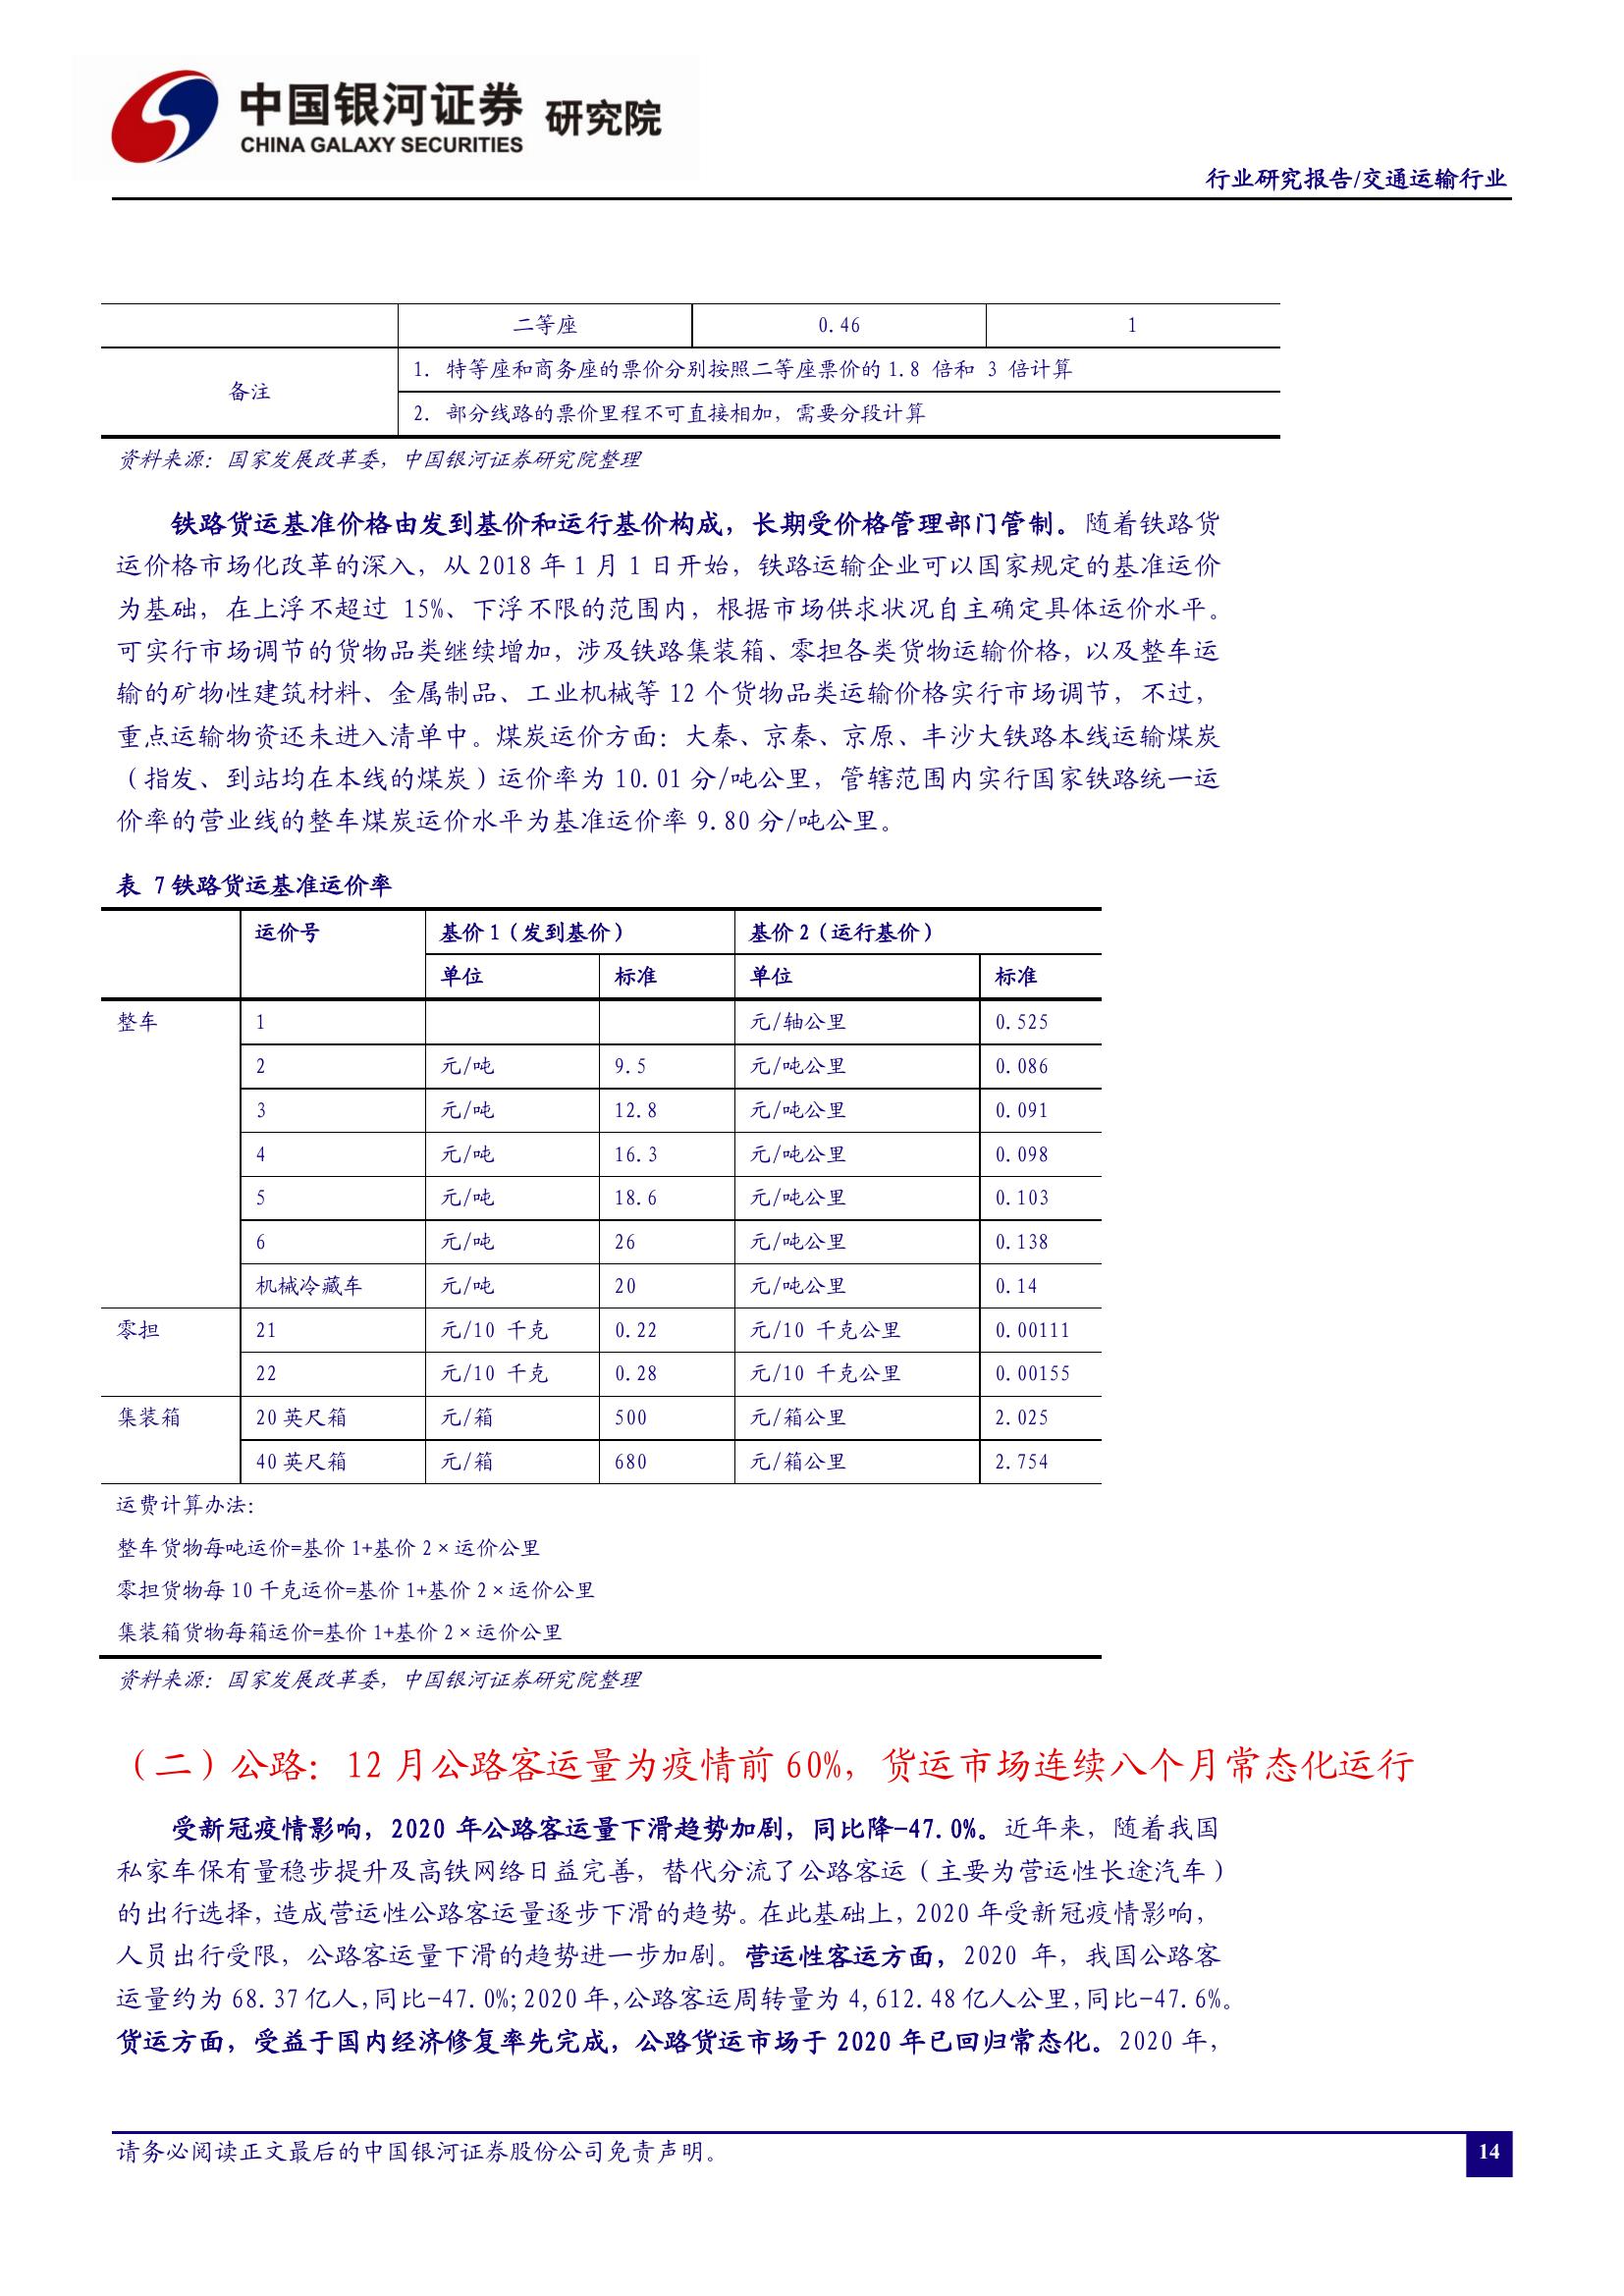 中国银河证券 研究院
CHINA GALAXY SECURITIES
行业研究报告/交通运输行业
二等座 0.46 1
备注
1. 特等座和商务座的票价分别按照二等座票价的1.8 倍和 3 倍计算
2. 部分线路的票价里程不可直接相加，需要分段计算
资料来源：国家发展改革委，中国银河证券研究院整理
铁路货运基准价格由发到基价和运行基价构成，长期受价格管理部门管制。随着铁路货
运价格市场化改革的深入，从 2018 年 1 月 1 日开始，铁路运输企业可以国家规定的基准运价
为基础，在上浮不超过 15%、下浮不限的范围内，根据市场供求状况自主确定具体运价水平。
可实行市场调节的货物品类继续增加，涉及铁路集装箱、零担各类货物运输价格，以及整车运
输的矿物性建筑材料、金属制品、工业机械等 12 个货物品类运输价格实行市场调节，不过，
重点运输物资还未进入清单中。煤炭运价方面：大秦、京秦、京原、丰沙大铁路本线运输煤炭
（指发、到站均在本线的煤炭）运价率为 10.01 分/吨公里，管辖范围内实行国家铁路统一运
价率的营业线的整车煤炭运价水平为基准运价率 9.80 分/吨公里。
表 7 铁路货运基准运价率
运价号 基价 1（发到基价） 基价 2（运行基价）
单位 标准 单位 标准
整车 1 元/轴公里 0.525
2 元/吨 9.5 元/吨公里 0.086
3 元/吨 12.8 元/吨公里 0.091
4 元/吨 16.3 元/吨公里 0.098
5 元/吨 18.6 元/吨公里 0.103
6 元/吨 26 元/吨公里 0.138
机械冷藏车 元/吨 20 元/吨公里 0.14
零担 21 元/10 千克 0.22 元/10 千克公里 0.00111
22 元/10 千克 0.28 元/10 千克公里 0.00155
集装箱 20 英尺箱 元/箱 500 元/箱公里 2.025
40 英尺箱 元/箱 680 元/箱公里 2.754
运费计算办法：
整车货物每吨运价=基价 1+基价 2×运价公里
零担货物每 10 千克运价=基价 1+基价 2×运价公里
集装箱货物每箱运价=基价 1+基价 2×运价公里
资料来源：国家发展改革委，中国银河证券研究院整理
（二）公路：12 月公路客运量为疫情前 60%，货运市场连续八个月常态化运行
受新冠疫情影响，2020 年公路客运量下滑趋势加剧，同比降-47.0%。近年来，随着我国
私家车保有量稳步提升及高铁网络日益完善，替代分流了公路客运（主要为营运性长途汽车）
的出行选择，造成营运性公路客运量逐步下滑的趋势。在此基础上，2020 年受新冠疫情影响，
人员出行受限，公路客运量下滑的趋势进一步加剧。营运性客运方面，2020 年，我国公路客
运量约为 68.37 亿人，同比-47.0%；2020 年，公路客运周转量为 4,612.48 亿人公里，同比-47.6%。
货运方面，受益于国内经济修复率先完成，公路货运市场于 2020 年已回归常态化。2020 年，
请务必阅读正文最后的中国银河证券股份公司免责声明。
14